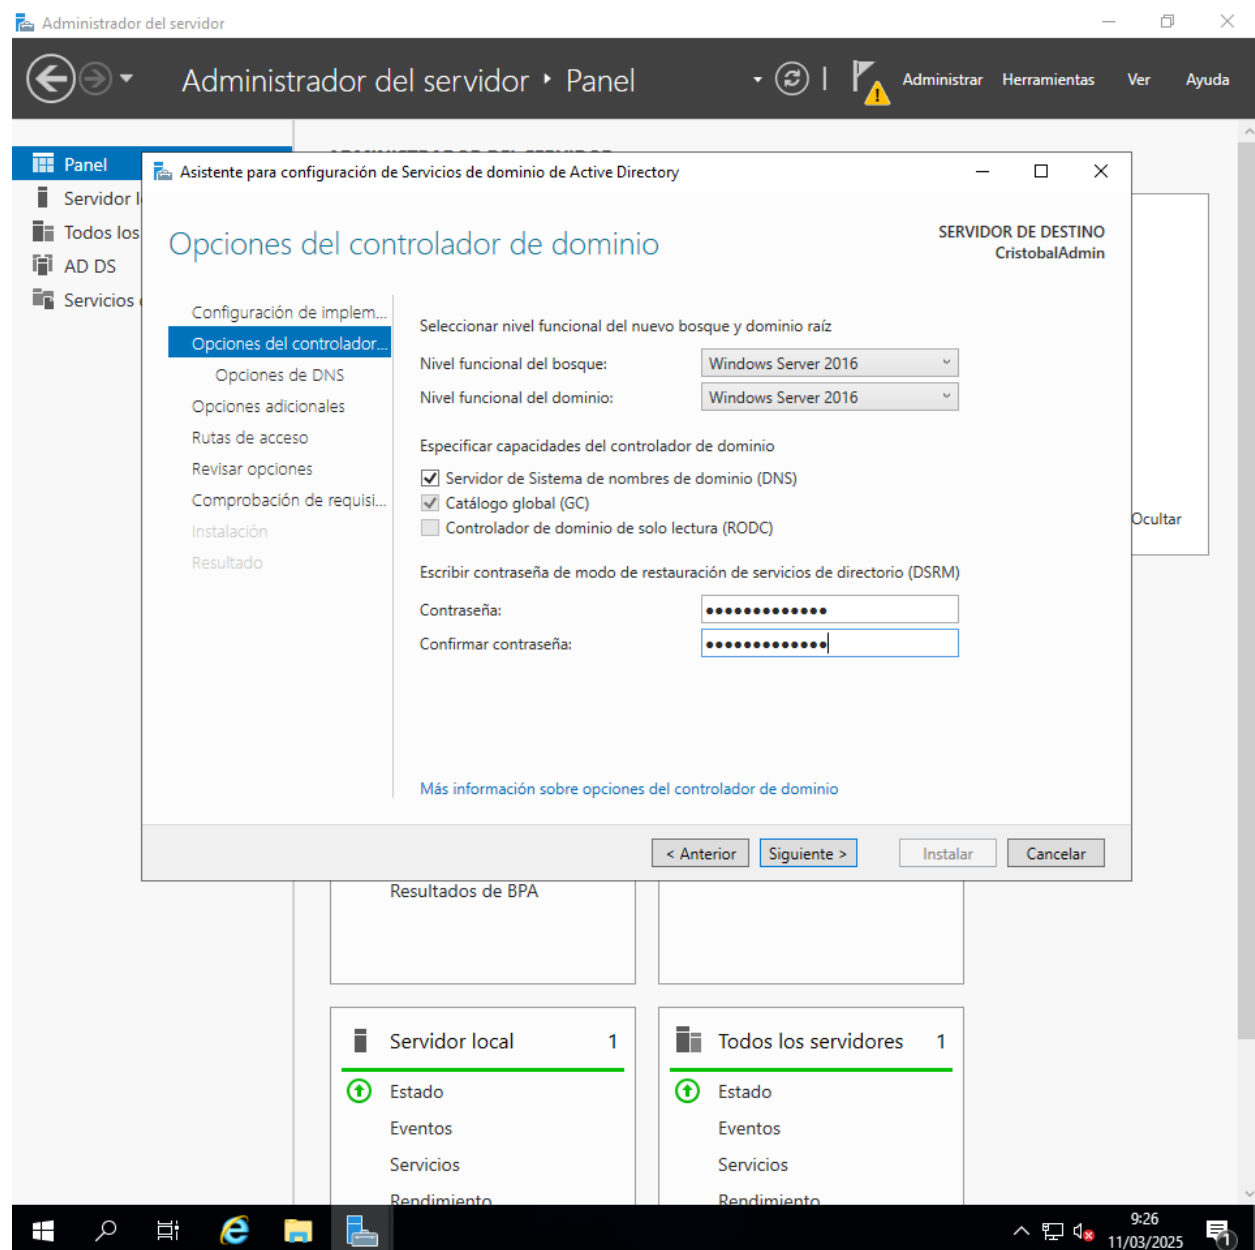 Administrador del servidor
Administrador del servidor ‣ Panel
Administrar Herramientas Ver Ayuda
Panel
Servidor l
Todos los
AD DS
Servicios
Asistente para configuración de Servicios de dominio de Active Directory
Opciones del controlador de dominio
SERVIDOR DE DESTINO
CristobalAdmin
Configuración de implem...
Opciones del controlador...
Opciones de DNS
Opciones adicionales
Rutas de acceso
Revisar opciones
Comprobación de requisi...
Instalación
Resultado
Seleccionar nivel funcional del nuevo bosque y dominio raíz
Nivel funcional del bosque: Windows Server 2016
Nivel funcional del dominio: Windows Server 2016
Especificar capacidades del controlador de dominio
Servidor de Sistema de nombres de dominio (DNS)
Catálogo global (GC)
Controlador de dominio de solo lectura (RODC)
Escribir contraseña de modo de restauración de servicios de directorio (DSRM)
Contraseña: •••••••••••••
Confirmar contraseña: •••••••••••••
Más información sobre opciones del controlador de dominio
< Anterior Siguiente > Instalar Cancelar
Ocultar
Resultados de BPA
Servidor local 1
Estado
Eventos
Servicios
Rendimiento
Todos los servidores 1
Estado
Eventos
Servicios
Rendimiento
9:26
11/03/2025
1